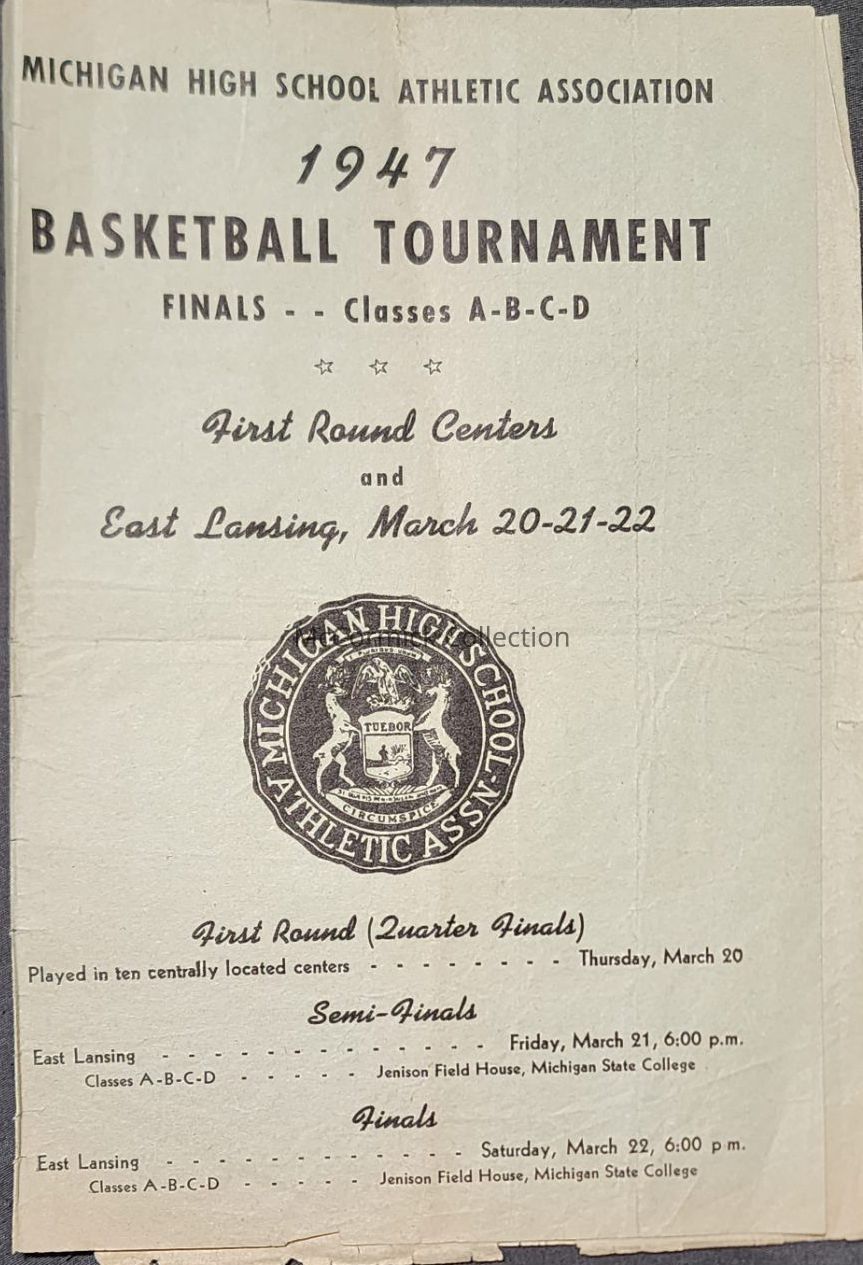 MICHIGAN HIGH SCHOOL ATHLETIC ASSOCIATION
1947
BASKETBALL TOURNAMENT
FINALS - - Classes A-B-C-D
First Round Centers
and
East Lansing, March 20-21-22
McCormick Collection
MICHIGAN HIGH SCHOOL
TUEBOR
CIRCUMSPICE
ATHLETIC ASSN.
First Round (Quarter Finals)
Played in ten centrally located centers - - - - - - - - Thursday, March 20
Semi-Finals
East Lansing - - - - - - - - - - - - - Friday, March 21, 6:00 p.m.
Classes A-B-C-D - - - - - Jenison Field House, Michigan State College
Finals
East Lansing - - - - - - - - - - - - Saturday, March 22, 6:00 p m.
Classes A-B-C-D - - - - - Jenison Field House, Michigan State College